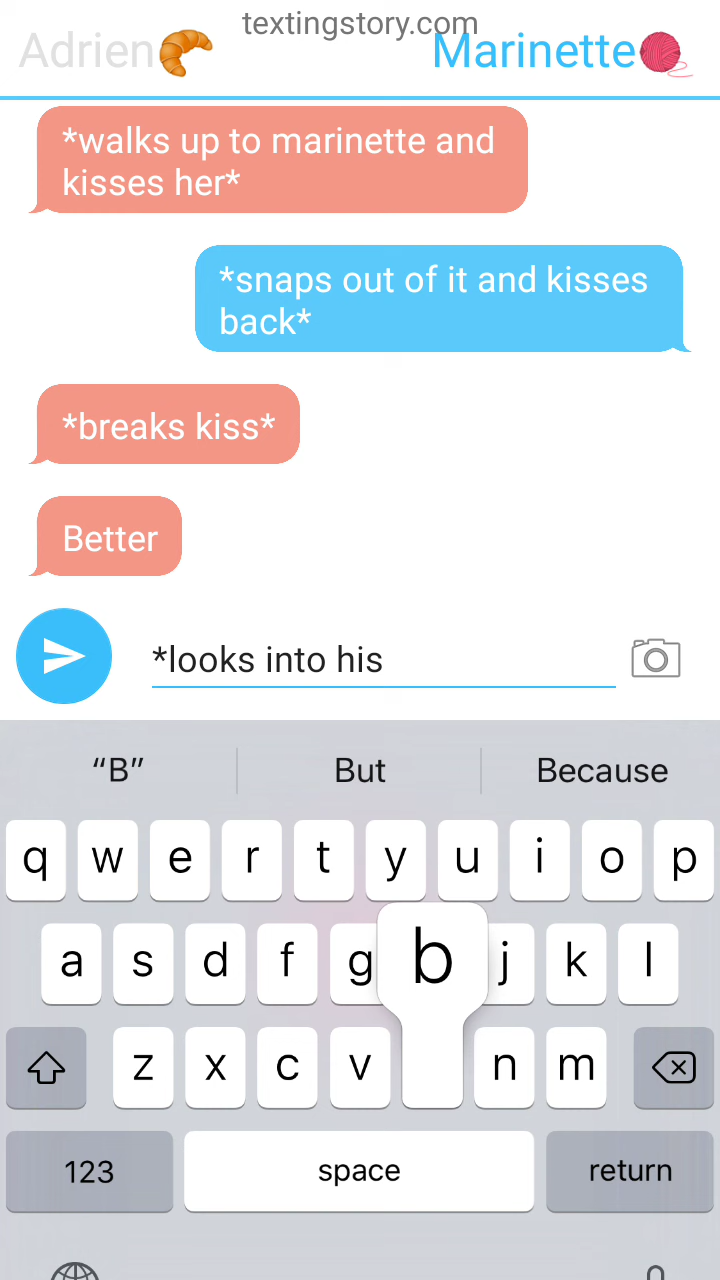 textingstory.com
Adrien🥐 Marinette🧶
*walks up to marinette and
kisses her*
*snaps out of it and kisses
back*
*breaks kiss*
Better
*looks into his
“B” But Because
q w e r t y u i o p
a s d f g b j k l
z x c v n m
123 space return